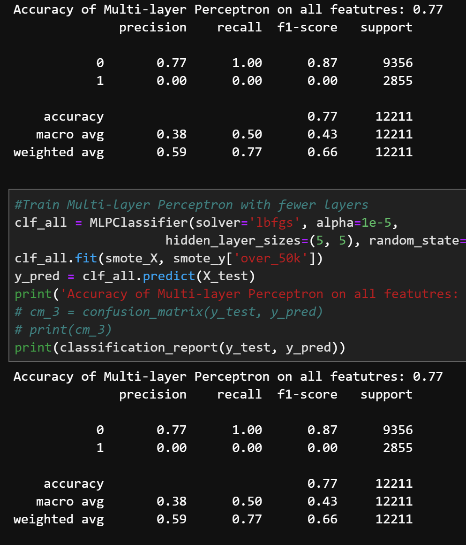 Accuracy of Multi-layer Perceptron on all featutres: 0.77
precision recall f1-score support
0 0.77 1.00 0.87 9356
1 0.00 0.00 0.00 2855
accuracy 0.77 12211
macro avg 0.38 0.50 0.43 12211
weighted avg 0.59 0.77 0.66 12211
#Train Multi-layer Perceptron with fewer layers
clf_all = MLPClassifier(solver='lbfgs', alpha=1e-5,
hidden_layer_sizes=(5, 5), random_state=
clf_all.fit(smote_X, smote_y['over_50k'])
y_pred = clf_all.predict(X_test)
print('Accuracy of Multi-layer Perceptron on all featutres:
# cm_3 = confusion_matrix(y_test, y_pred)
# print(cm_3)
print(classification_report(y_test, y_pred))
Accuracy of Multi-layer Perceptron on all featutres: 0.77
precision recall f1-score support
0 0.77 1.00 0.87 9356
1 0.00 0.00 0.00 2855
accuracy 0.77 12211
macro avg 0.38 0.50 0.43 12211
weighted avg 0.59 0.77 0.66 12211